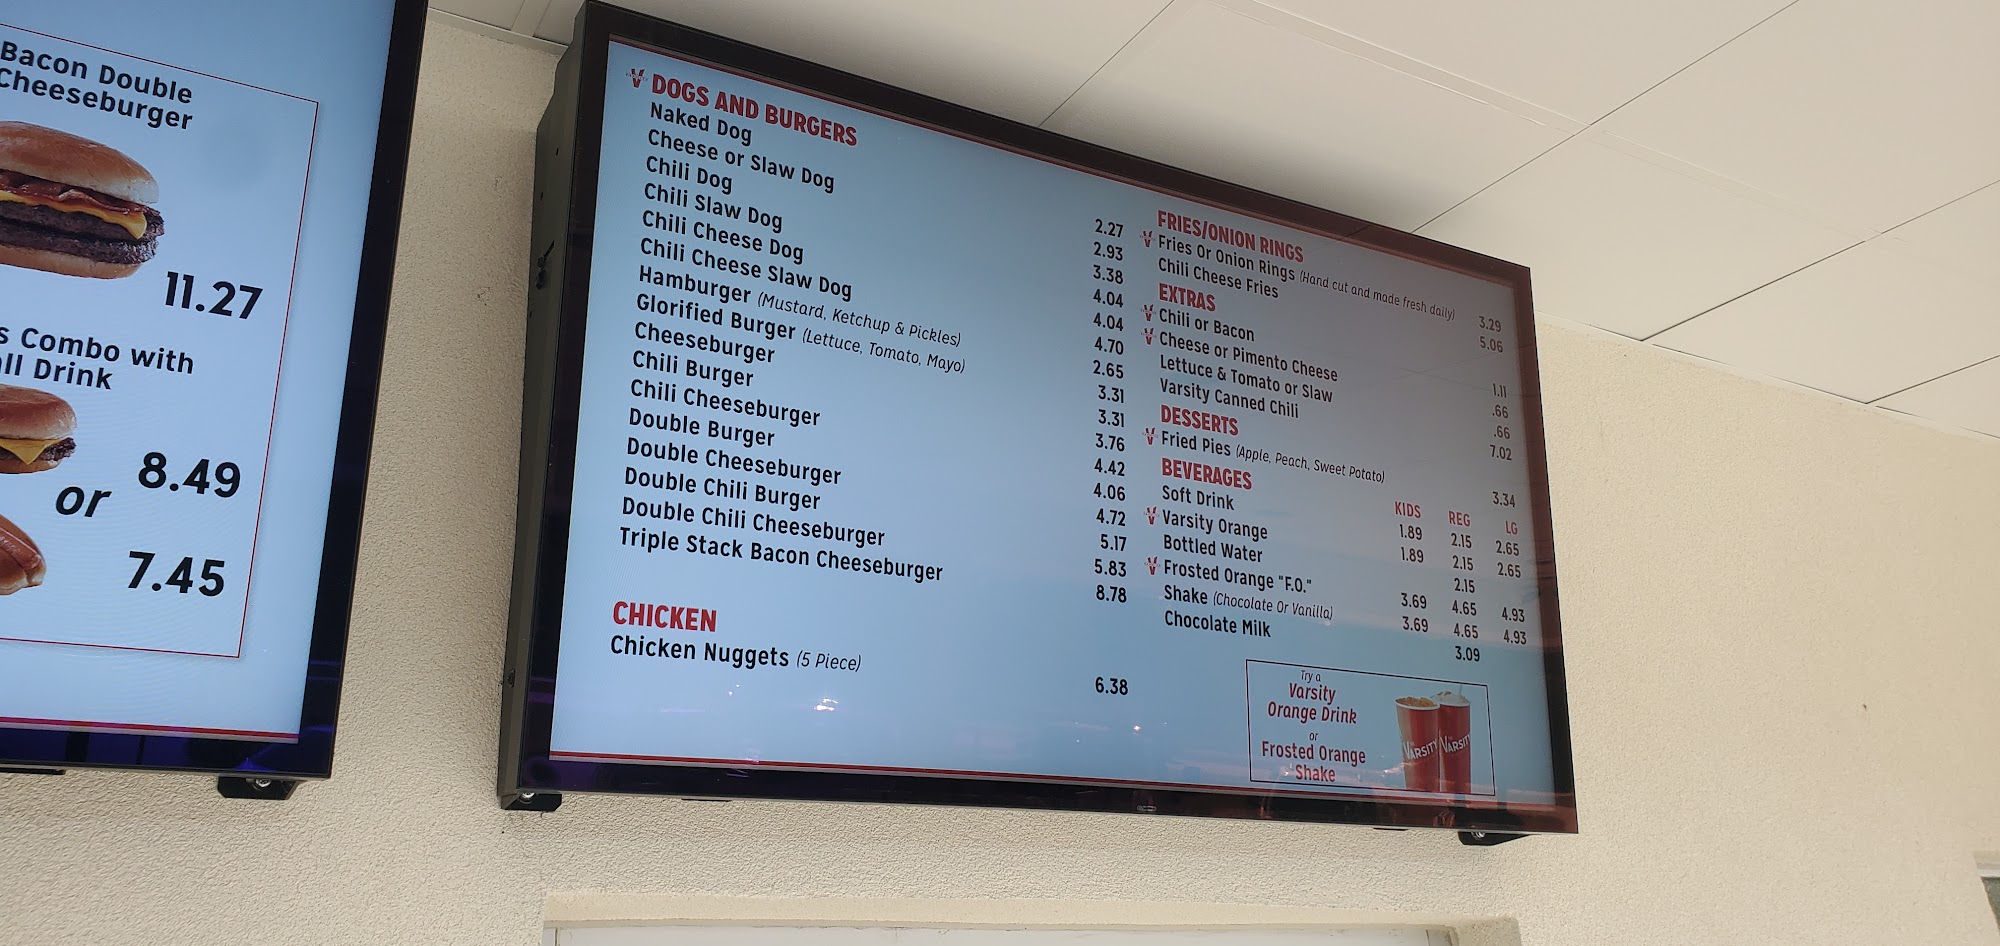 Bacon Double
Cheeseburger
11.27
s Combo with
all Drink
8.49
or
7.45
DOGS AND BURGERS
Naked Dog 2.27
Cheese or Slaw Dog 2.93
Chili Dog 3.38
Chili Slaw Dog 4.04
Chili Cheese Dog 4.04
Chili Cheese Slaw Dog 4.70
Hamburger (Mustard, Ketchup & Pickles) 2.65
Glorified Burger (Lettuce, Tomato, Mayo) 3.31
Cheeseburger 3.31
Chili Burger 3.76
Chili Cheeseburger 4.42
Double Burger 4.06
Double Cheeseburger 4.72
Double Chili Burger 5.17
Double Chili Cheeseburger 5.83
Triple Stack Bacon Cheeseburger 8.78
CHICKEN
Chicken Nuggets (5 Piece) 6.38
FRIES/ONION RINGS
Fries Or Onion Rings (Hand cut and made fresh daily) 3.29
Chili Cheese Fries 5.06
EXTRAS
Chili or Bacon 1.11
Cheese or Pimento Cheese .66
Lettuce & Tomato or Slaw .66
Varsity Canned Chili 7.02
DESSERTS
Fried Pies (Apple, Peach, Sweet Potato) 3.34
BEVERAGES KIDS REG LG
Soft Drink 1.89 2.15 2.65
Varsity Orange 1.89 2.15 2.65
Bottled Water 2.15
Frosted Orange "F.O." 3.69 4.65 4.93
Shake (Chocolate Or Vanilla) 3.69 4.65 4.93
Chocolate Milk 3.09
Try a
Varsity
Orange Drink
or
Frosted Orange
Shake
VARSITY VARSITY